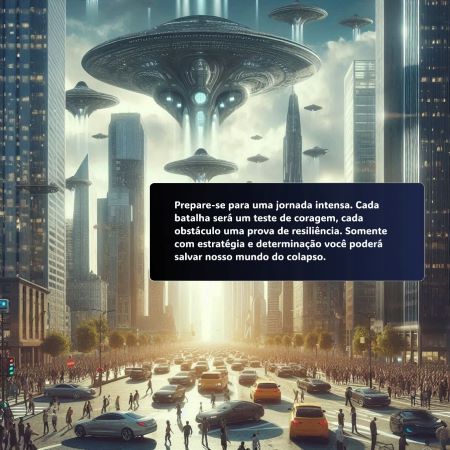 Prepare-se para uma jornada intensa. Cada
batalha será um teste de coragem, cada
obstáculo uma prova de resiliência. Somente
com estratégia e determinação você poderá
salvar nosso mundo do colapso.